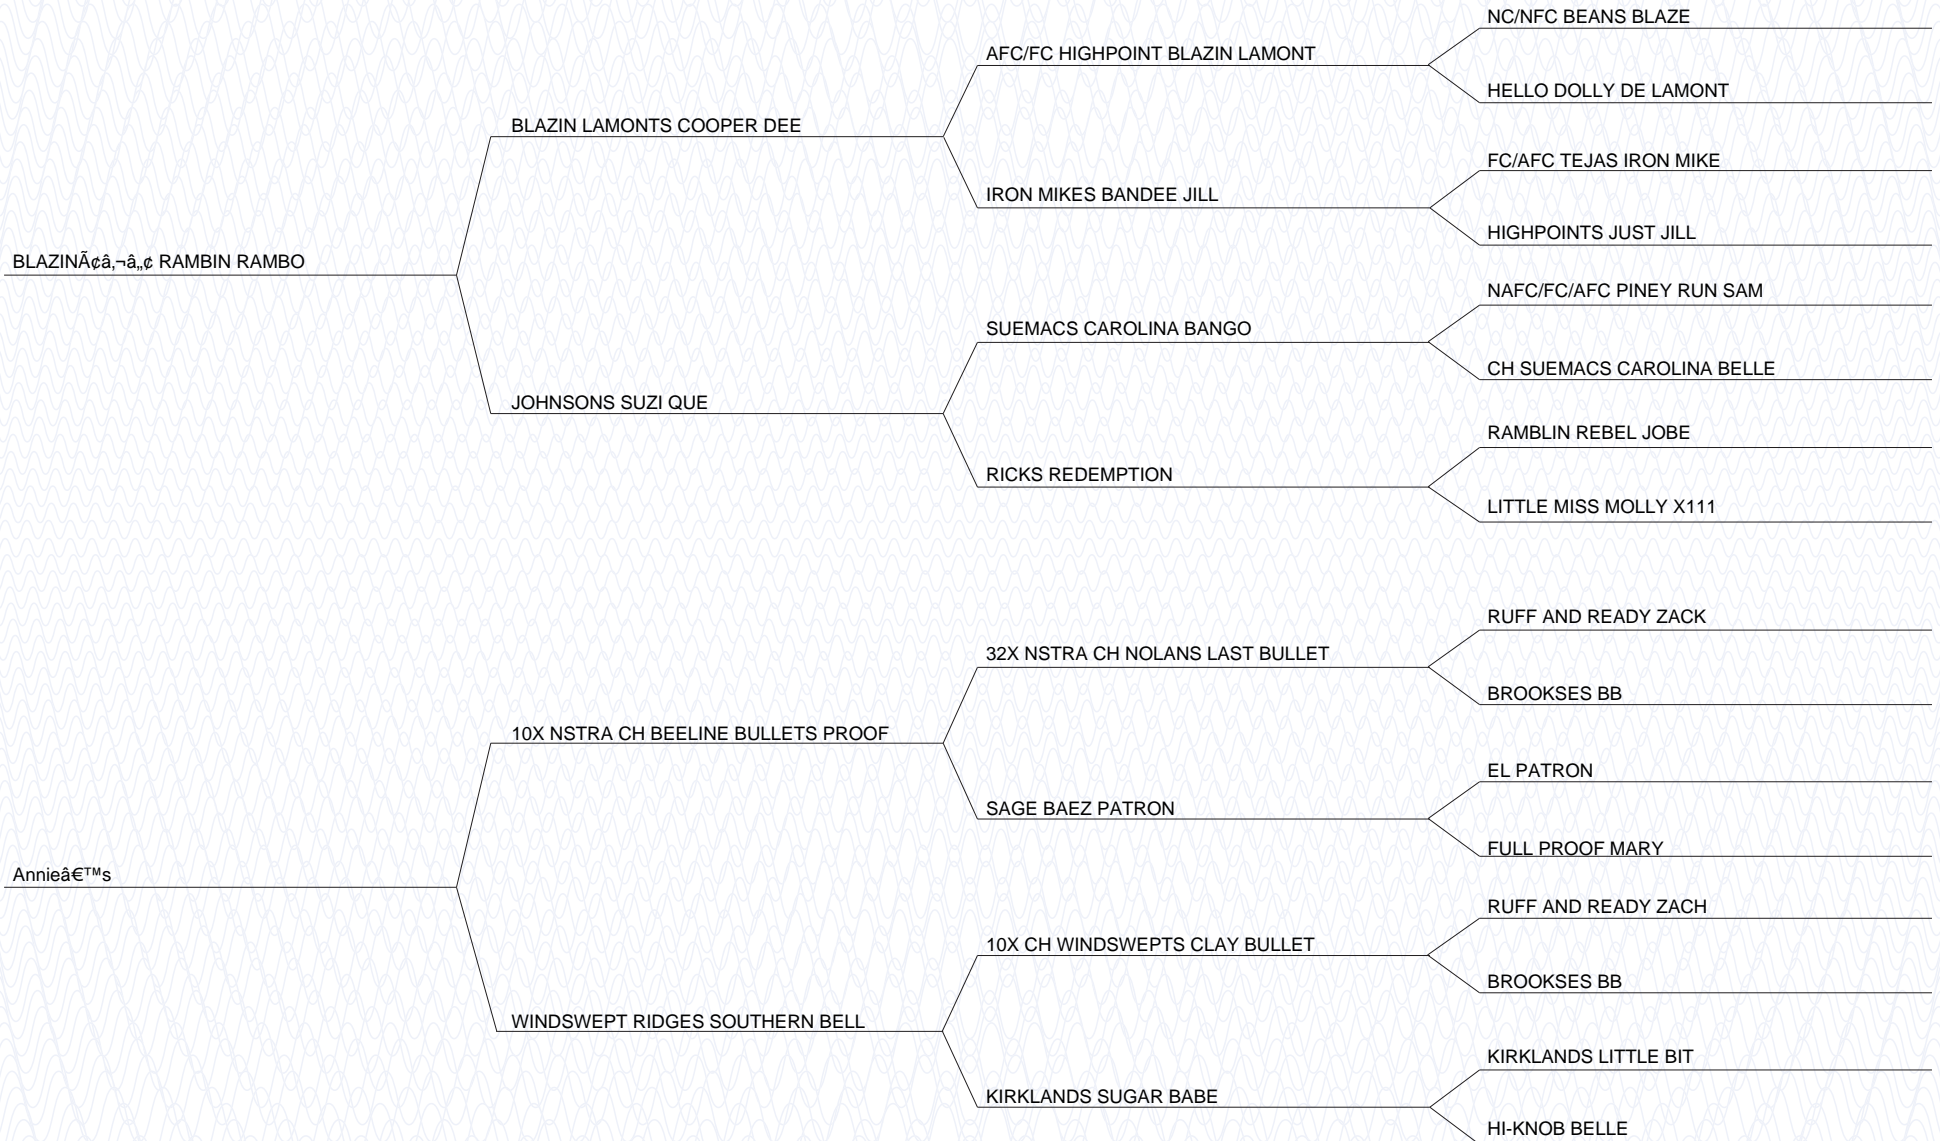 NC/NFC BEANS BLAZE
AFC/FC HIGHPOINT BLAZIN LAMONT
HELLO DOLLY DE LAMONT
BLAZIN LAMONTS COOPER DEE
FC/AFC TEJAS IRON MIKE
IRON MIKES BANDEE JILL
HIGHPOINTS JUST JILL
BLAZINÃ¢â‚¬â„¢ RAMBIN RAMBO
NAFC/FC/AFC PINEY RUN SAM
SUEMACS CAROLINA BANGO
CH SUEMACS CAROLINA BELLE
JOHNSONS SUZI QUE
RAMBLIN REBEL JOBE
RICKS REDEMPTION
LITTLE MISS MOLLY X111
RUFF AND READY ZACK
32X NSTRA CH NOLANS LAST BULLET
BROOKSES BB
10X NSTRA CH BEELINE BULLETS PROOF
EL PATRON
SAGE BAEZ PATRON
FULL PROOF MARY
Annieâ€™s
RUFF AND READY ZACH
10X CH WINDSWEPTS CLAY BULLET
BROOKSES BB
WINDSWEPT RIDGES SOUTHERN BELL
KIRKLANDS LITTLE BIT
KIRKLANDS SUGAR BABE
HI-KNOB BELLE